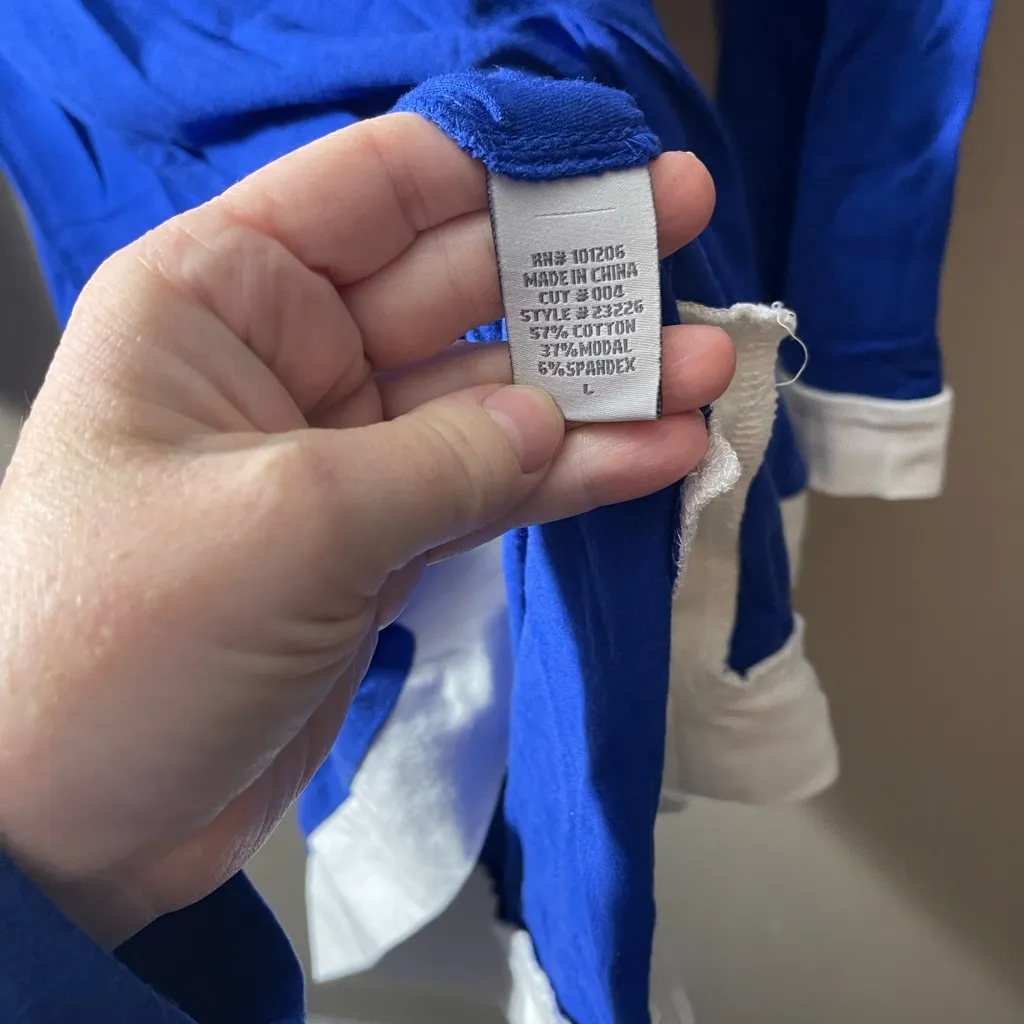 RN# 101206
MADE IN CHINA
CUT # 004
STYLE # 23226
57% COTTON
37% MODAL
6% SPANDEX
L